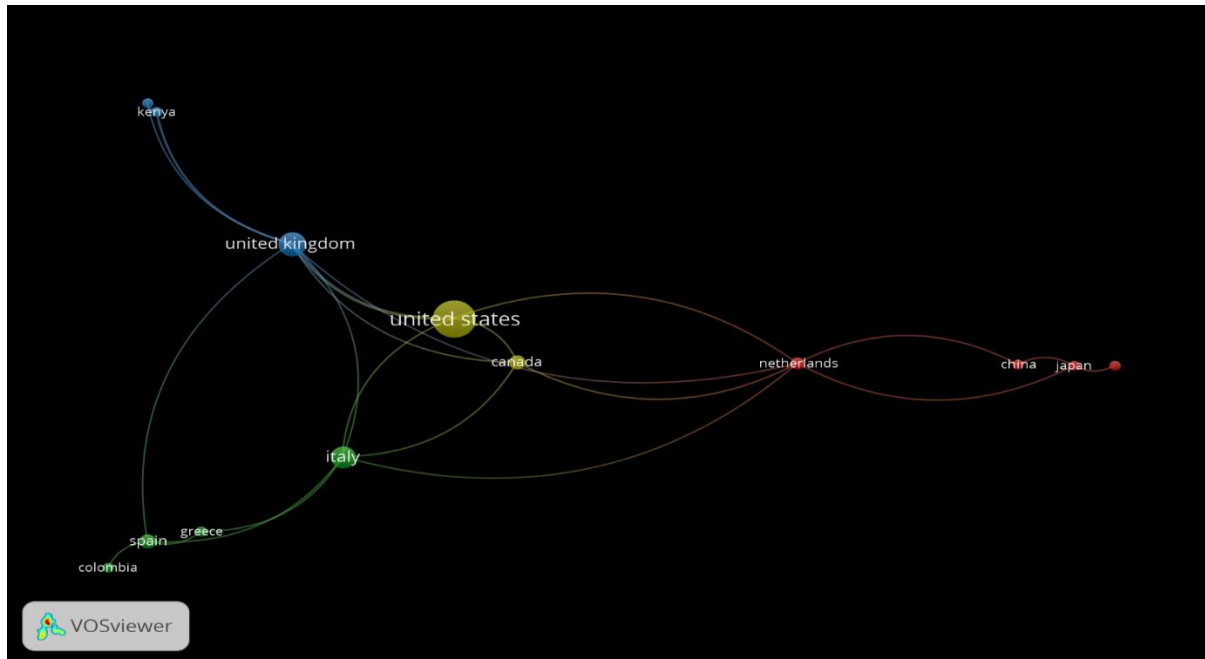 kenya
united kingdom
united states
canada
netherlands
china
japan
italy
greece
spain
colombia
VOSviewer